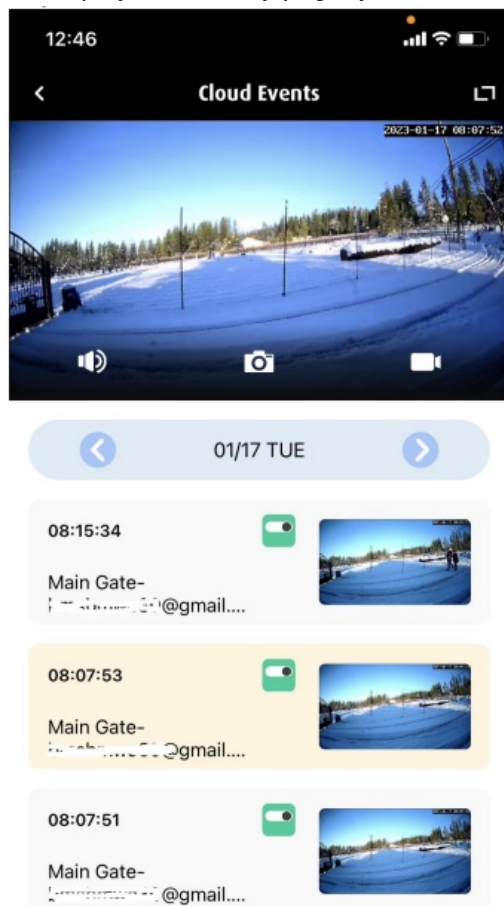 12:46
Cloud Events
2023-01-17 08:07:52
01/17 TUE
08:15:34
Main Gate-
@gmail....
08:07:53
Main Gate-
@gmail....
08:07:51
Main Gate-
@gmail....